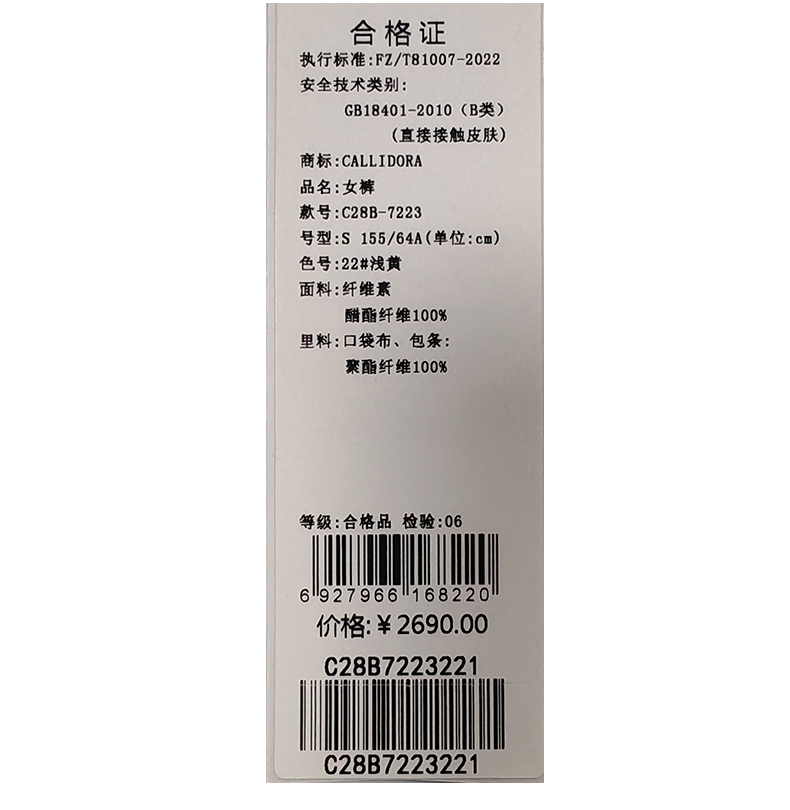 合格证
执行标准:FZ/T81007-2022
安全技术类别:
GB18401-2010（B类）
(直接接触皮肤)
商标:CALLIDORA
品名:女裤
款号:C28B-7223
号型:S 155/64A(单位:cm)
色号:22#浅黄
面料:纤维素
醋酯纤维100%
里料:口袋布、包条:
聚酯纤维100%
等级:合格品 检验:06
6 927966 168220
价格:¥2690.00
C28B7223221
C28B7223221